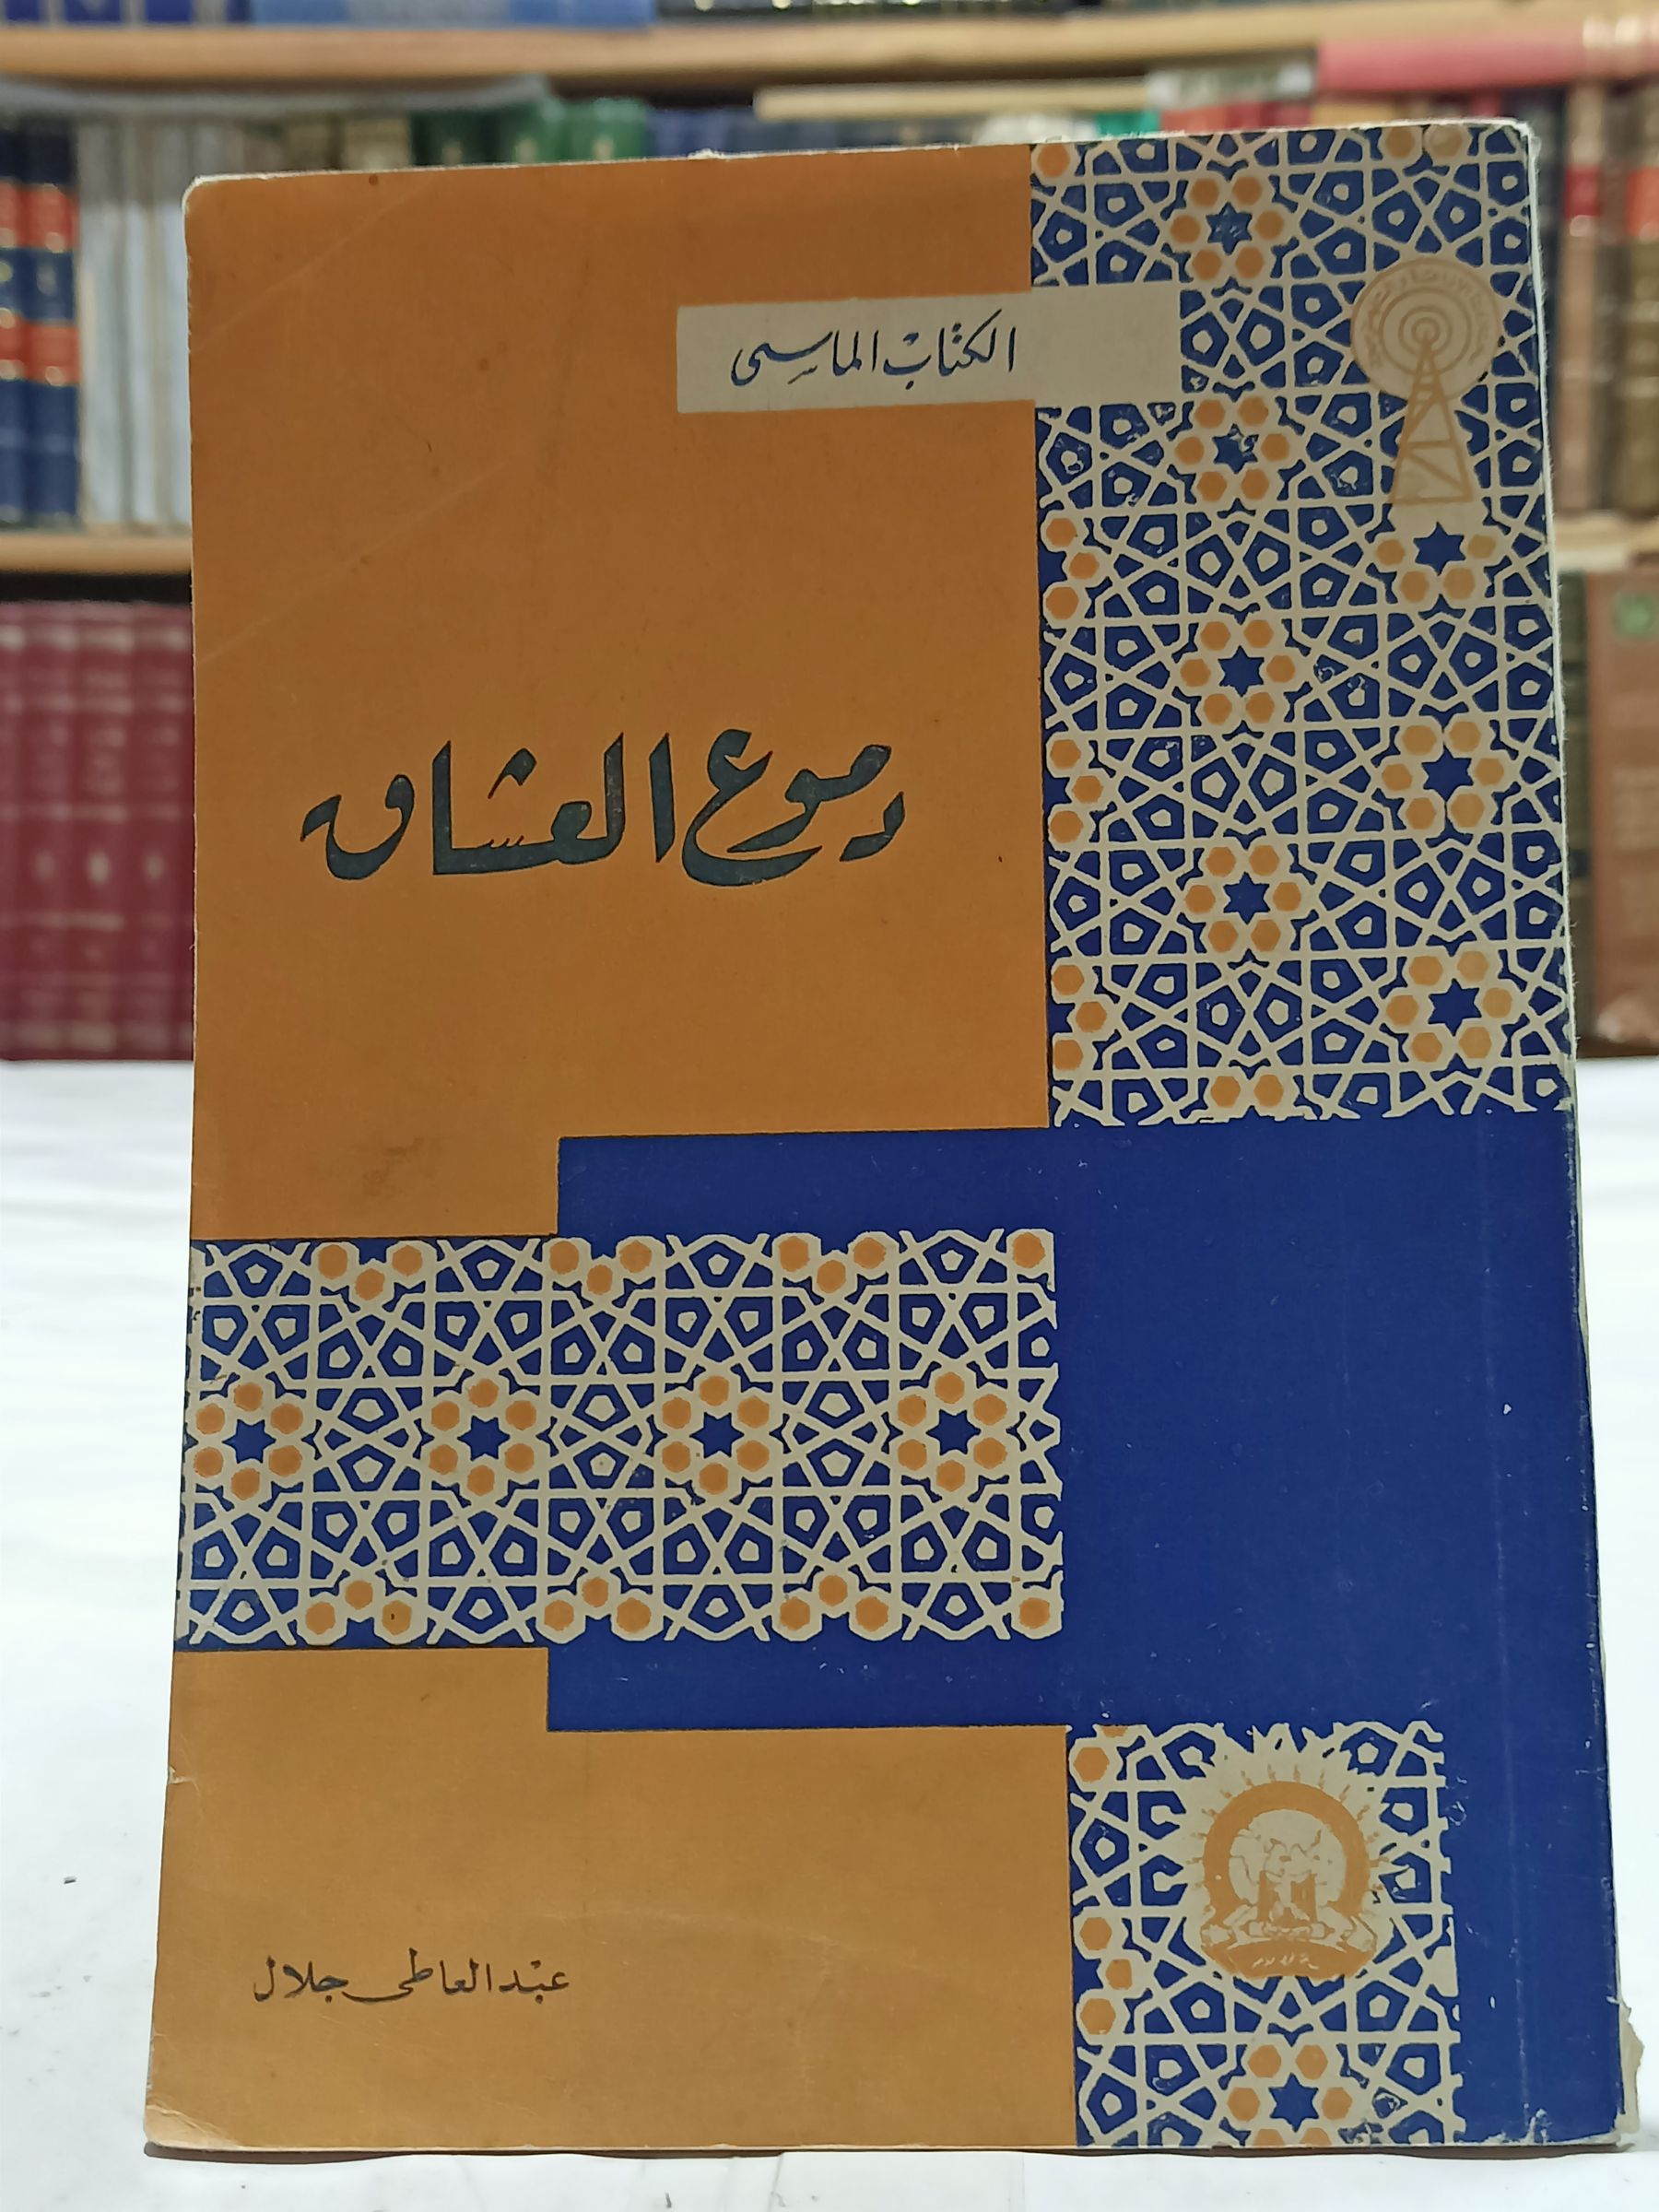 الكتاب الماسى
دموع العشاق
عبد العاطى جلال